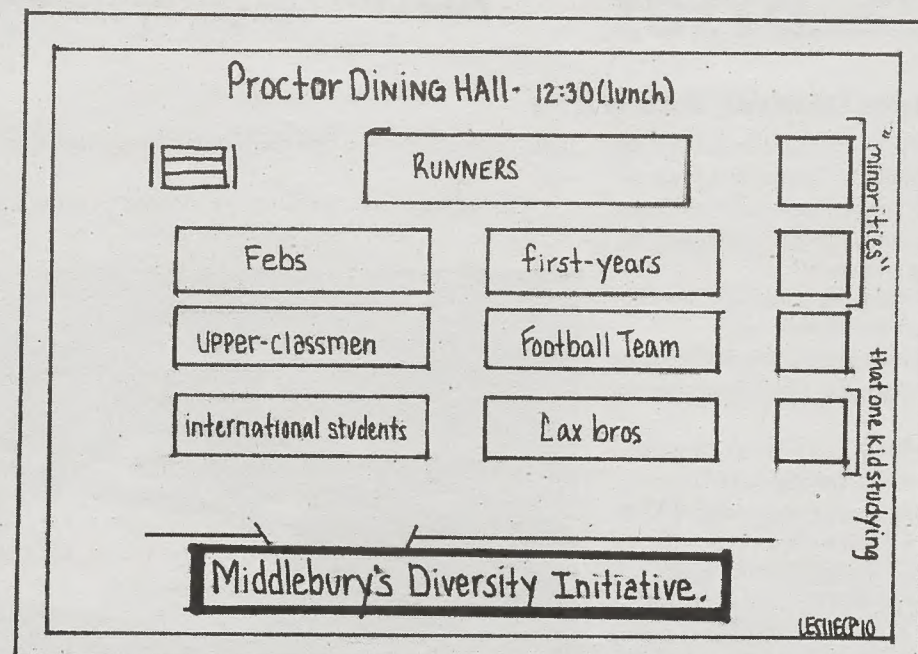 Proctor DINING HAll- 12:30 (lunch)
RUNNERS
"minorities"
Febs
first-years
upper-classmen
Football Team
international students
Lax bros
that one kid studying
Middlebury's Diversity Initiative.
LESLIECP10